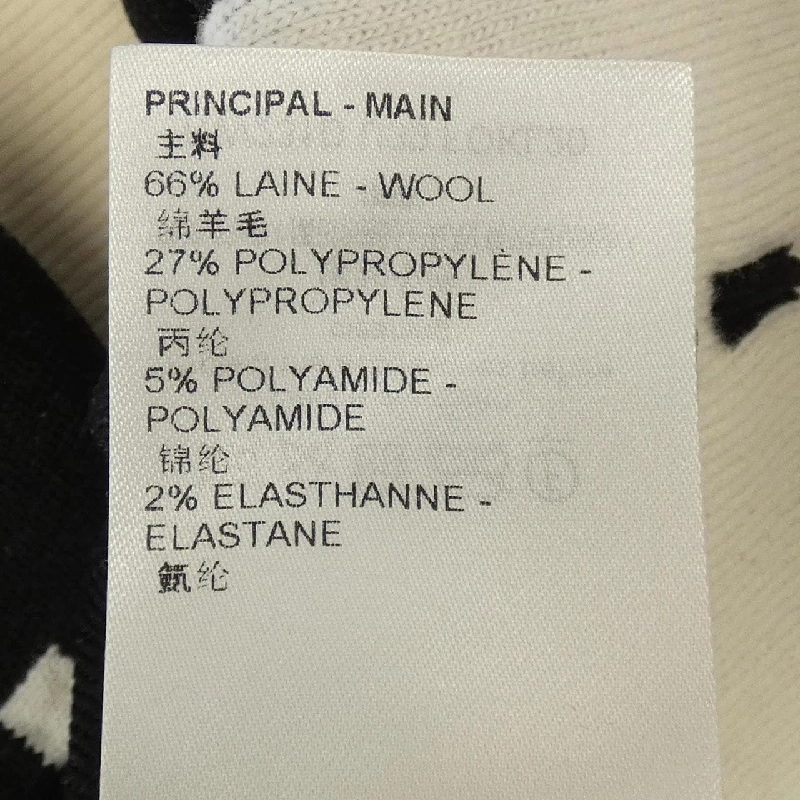 PRINCIPAL - MAIN
主料
66% LAINE - WOOL
绵羊毛
27% POLYPROPYLÈNE -
POLYPROPYLENE
丙纶
5% POLYAMIDE -
POLYAMIDE
锦纶
2% ELASTHANNE -
ELASTANE
氨纶